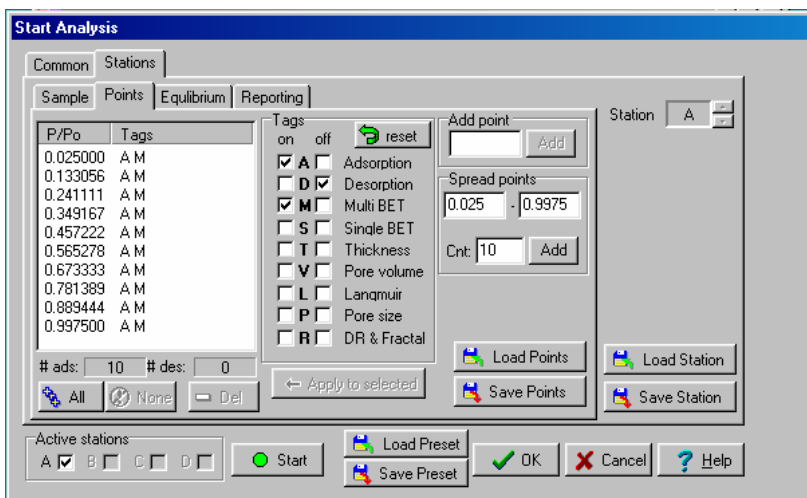 Start Analysis
Common Stations
Sample Points Equlibrium Reporting
P/Po Tags
0.025000 A M
0.133056 A M
0.241111 A M
0.349167 A M
0.457222 A M
0.565278 A M
0.673333 A M
0.781389 A M
0.889444 A M
0.997500 A M
# ads: 10 # des: 0
All None Del
Tags
on off reset
A Adsorption
D Desorption
M Multi BET
S Single BET
T Thickness
V Pore volume
L Langmuir
P Pore size
R DR & Fractal
Apply to selected
Add point
Add
Spread points
0.025 - 0.9975
Cnt: 10 Add
Load Points
Save Points
Station A
Load Station
Save Station
Active stations
A B C D
Start
Load Preset
Save Preset
OK
Cancel
Help